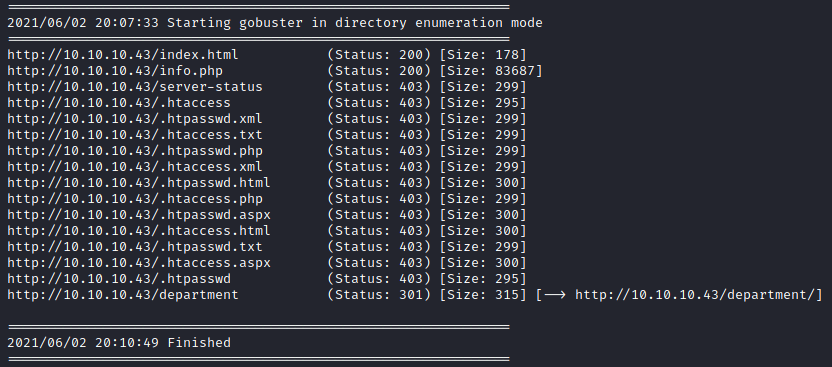 ===============================================================
2021/06/02 20:07:33 Starting gobuster in directory enumeration mode
===============================================================
http://10.10.10.43/index.html           (Status: 200) [Size: 178]
http://10.10.10.43/info.php             (Status: 200) [Size: 83687]
http://10.10.10.43/server-status        (Status: 403) [Size: 299]
http://10.10.10.43/.htaccess            (Status: 403) [Size: 295]
http://10.10.10.43/.htpasswd.xml        (Status: 403) [Size: 299]
http://10.10.10.43/.htaccess.txt        (Status: 403) [Size: 299]
http://10.10.10.43/.htpasswd.php        (Status: 403) [Size: 299]
http://10.10.10.43/.htaccess.xml        (Status: 403) [Size: 299]
http://10.10.10.43/.htpasswd.html       (Status: 403) [Size: 300]
http://10.10.10.43/.htaccess.php        (Status: 403) [Size: 299]
http://10.10.10.43/.htpasswd.aspx       (Status: 403) [Size: 300]
http://10.10.10.43/.htaccess.html       (Status: 403) [Size: 300]
http://10.10.10.43/.htpasswd.txt        (Status: 403) [Size: 299]
http://10.10.10.43/.htaccess.aspx       (Status: 403) [Size: 300]
http://10.10.10.43/.htpasswd            (Status: 403) [Size: 295]
http://10.10.10.43/department           (Status: 301) [Size: 315] [--> http://10.10.10.43/department/]
===============================================================
2021/06/02 20:10:49 Finished
===============================================================